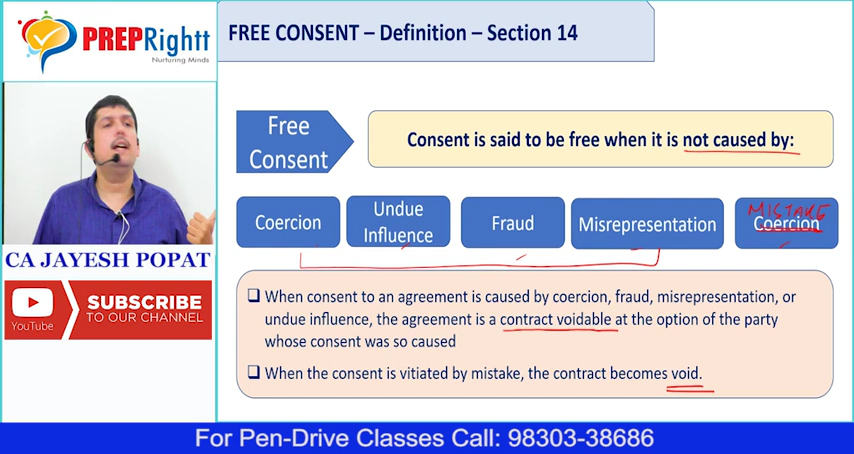 PREPRightt
Nurturing Minds
FREE CONSENT – Definition – Section 14
Free
Consent
Consent is said to be free when it is not caused by:
Coercion
Undue
Influence
Fraud
Misrepresentation
MISTAKE
Coercion
CA JAYESH POPAT
YouTube
SUBSCRIBE
TO OUR CHANNEL
❑ When consent to an agreement is caused by coercion, fraud, misrepresentation, or
undue influence, the agreement is a contract voidable at the option of the party
whose consent was so caused
❑ When the consent is vitiated by mistake, the contract becomes void.
For Pen-Drive Classes Call: 98303-38686